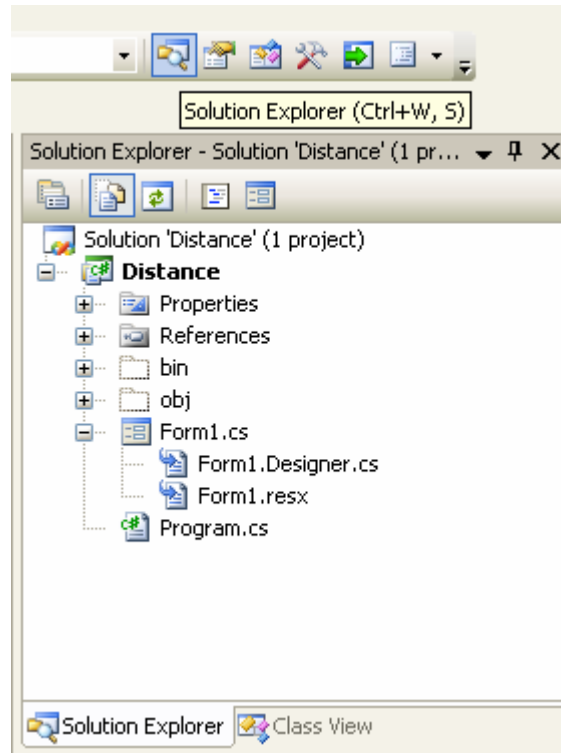 Solution Explorer (Ctrl+W, S)
Solution Explorer - Solution 'Distance' (1 pr...
Solution 'Distance' (1 project)
Distance
Properties
References
bin
obj
Form1.cs
Form1.Designer.cs
Form1.resx
Program.cs
Solution Explorer Class View